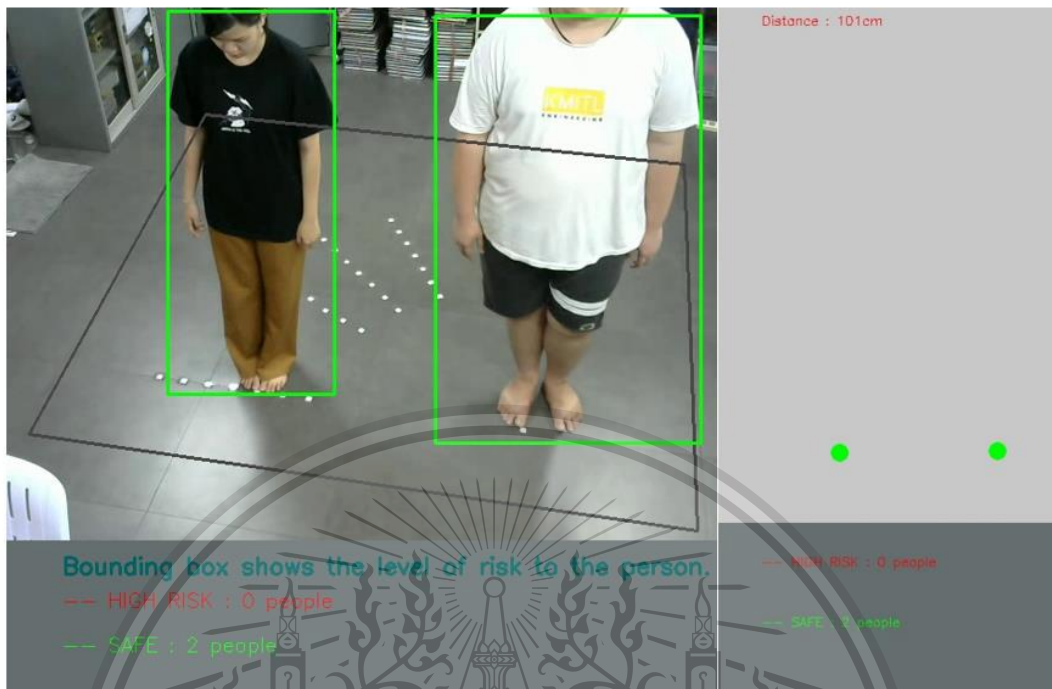 Distance : 101cm
KMITL
ENGINEERING
Bounding box shows the level of risk to the person.
-- HIGH RISK : 0 people
-- SAFE : 2 people
-- HIGH RISK : 0 people
-- SAFE : 2 people